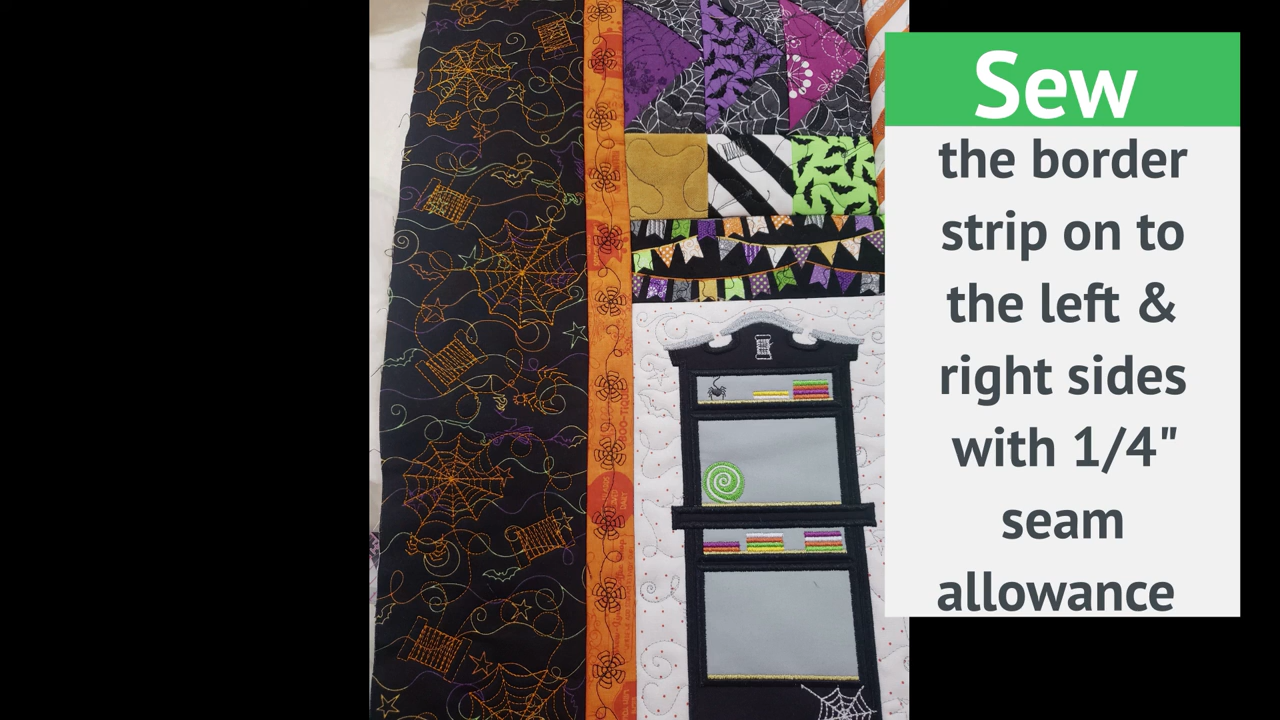 Sew
the border
strip on to
the left &
right sides
with 1/4"
seam
allowance